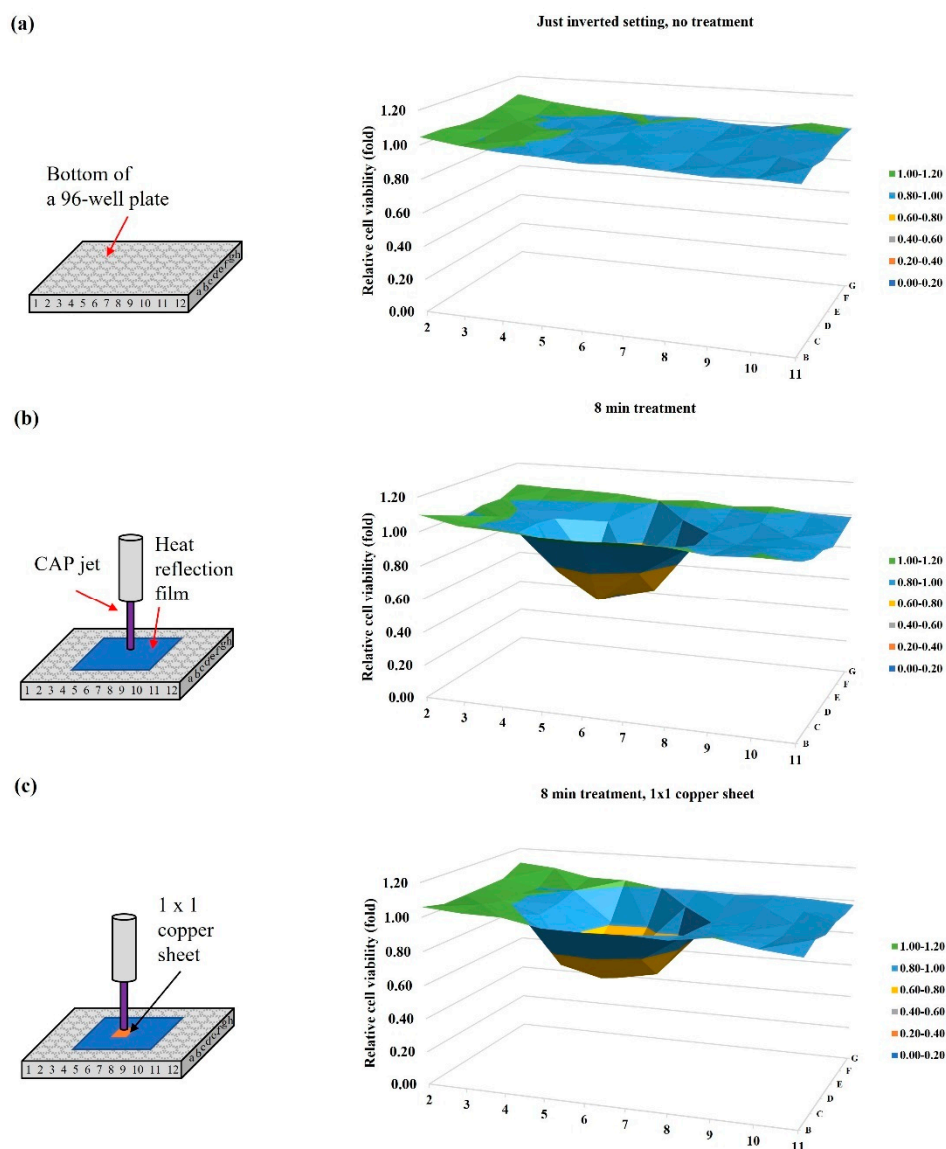 (a)
Just inverted setting, no treatment
Bottom of
a 96-well plate
1 2 3 4 5 6 7 8 9 10 11 12
a b c d e f g h
Relative cell viability (fold)
1.20
1.00
0.80
0.60
0.40
0.20
0.00
2 3 4 5 6 7 8 9 10 11
B C D E F G
1.00-1.20
0.80-1.00
0.60-0.80
0.40-0.60
0.20-0.40
0.00-0.20
(b)
8 min treatment
CAP jet
Heat
reflection
film
1 2 3 4 5 6 7 8 9 10 11 12
a b c d e f g h
Relative cell viability (fold)
1.20
1.00
0.80
0.60
0.40
0.20
0.00
2 3 4 5 6 7 8 9 10 11
B C D E F G
1.00-1.20
0.80-1.00
0.60-0.80
0.40-0.60
0.20-0.40
0.00-0.20
(c)
8 min treatment, 1x1 copper sheet
1 x 1
copper
sheet
1 2 3 4 5 6 7 8 9 10 11 12
a b c d e f g h
Relative cell viability (fold)
1.20
1.00
0.80
0.60
0.40
0.20
0.00
2 3 4 5 6 7 8 9 10 11
B C D E F G
1.00-1.20
0.80-1.00
0.60-0.80
0.40-0.60
0.20-0.40
0.00-0.20